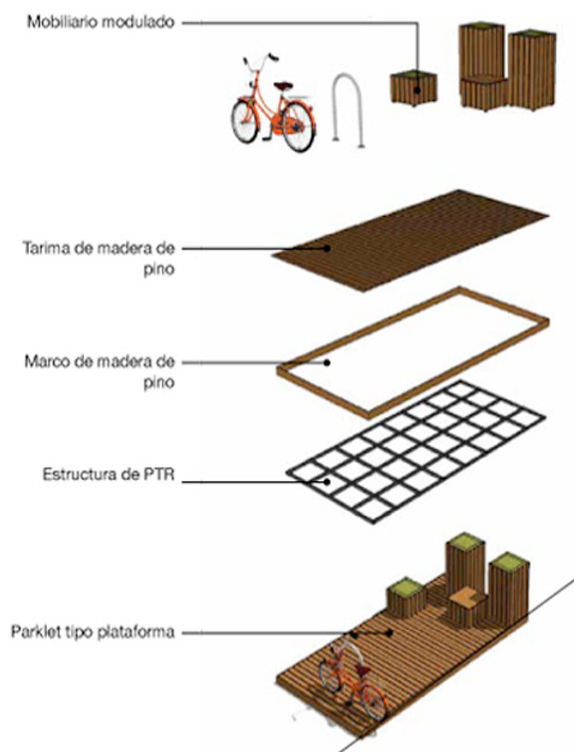 Mobiliario modulado
Tarima de madera de
pino
Marco de madera de
pino
Estructura de PTR
Parklet tipo plataforma